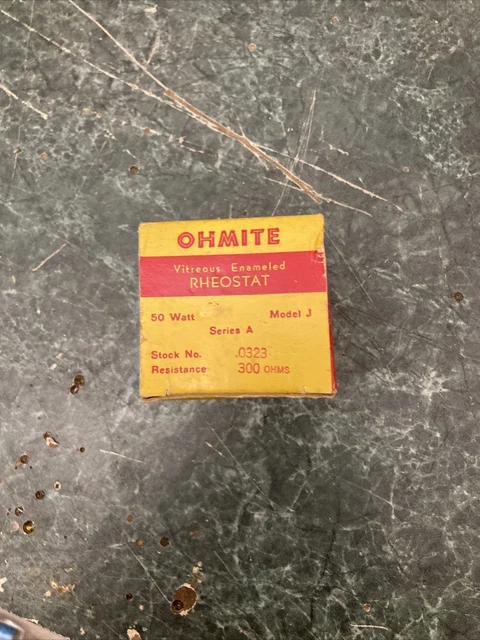 OHMITE
Vitreous Enameled
RHEOSTAT
50 Watt Model J
Series A
Stock No. .0323
Resistance 300 OHMS